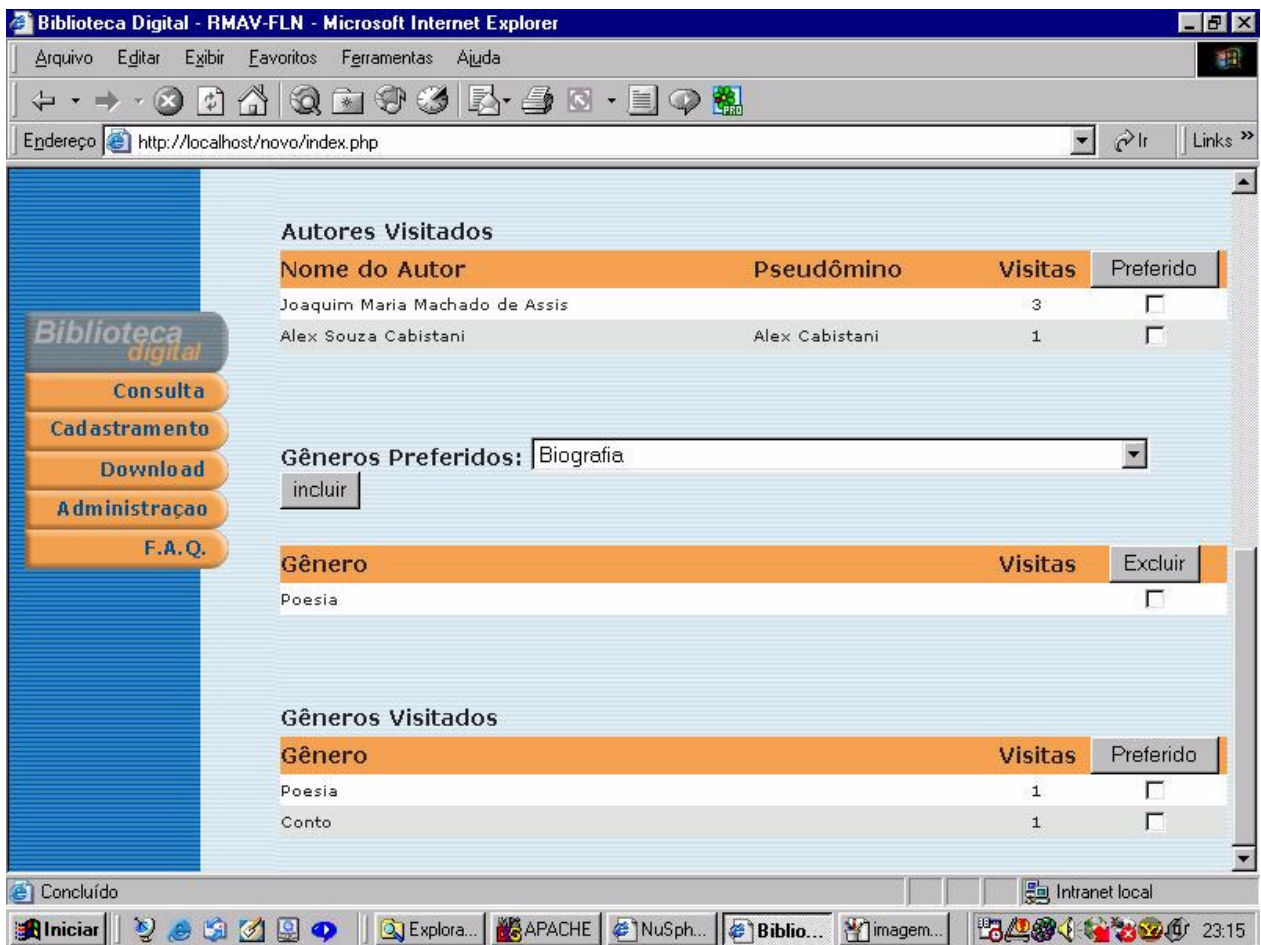 Biblioteca Digital - RMAV-FLN - Microsoft Internet Explorer
Arquivo Editar Exibir Favoritos Ferramentas Ajuda
PRO
Endereço http://localhost/novo/index.php Ir Links »
Autores Visitados
Nome do Autor Pseudômino Visitas Preferido
Joaquim Maria Machado de Assis 3
Alex Souza Cabistani Alex Cabistani 1
Biblioteca
digital
Consulta
Cadastramento
Download
Administraçao
F.A.Q.
Gêneros Preferidos: Biografia
incluir
Gênero Visitas Excluir
Poesia
Gêneros Visitados
Gênero Visitas Preferido
Poesia 1
Conto 1
Concluído Intranet local
Iniciar Explora... APACHE NuSph... Biblio... imagem... 23:15